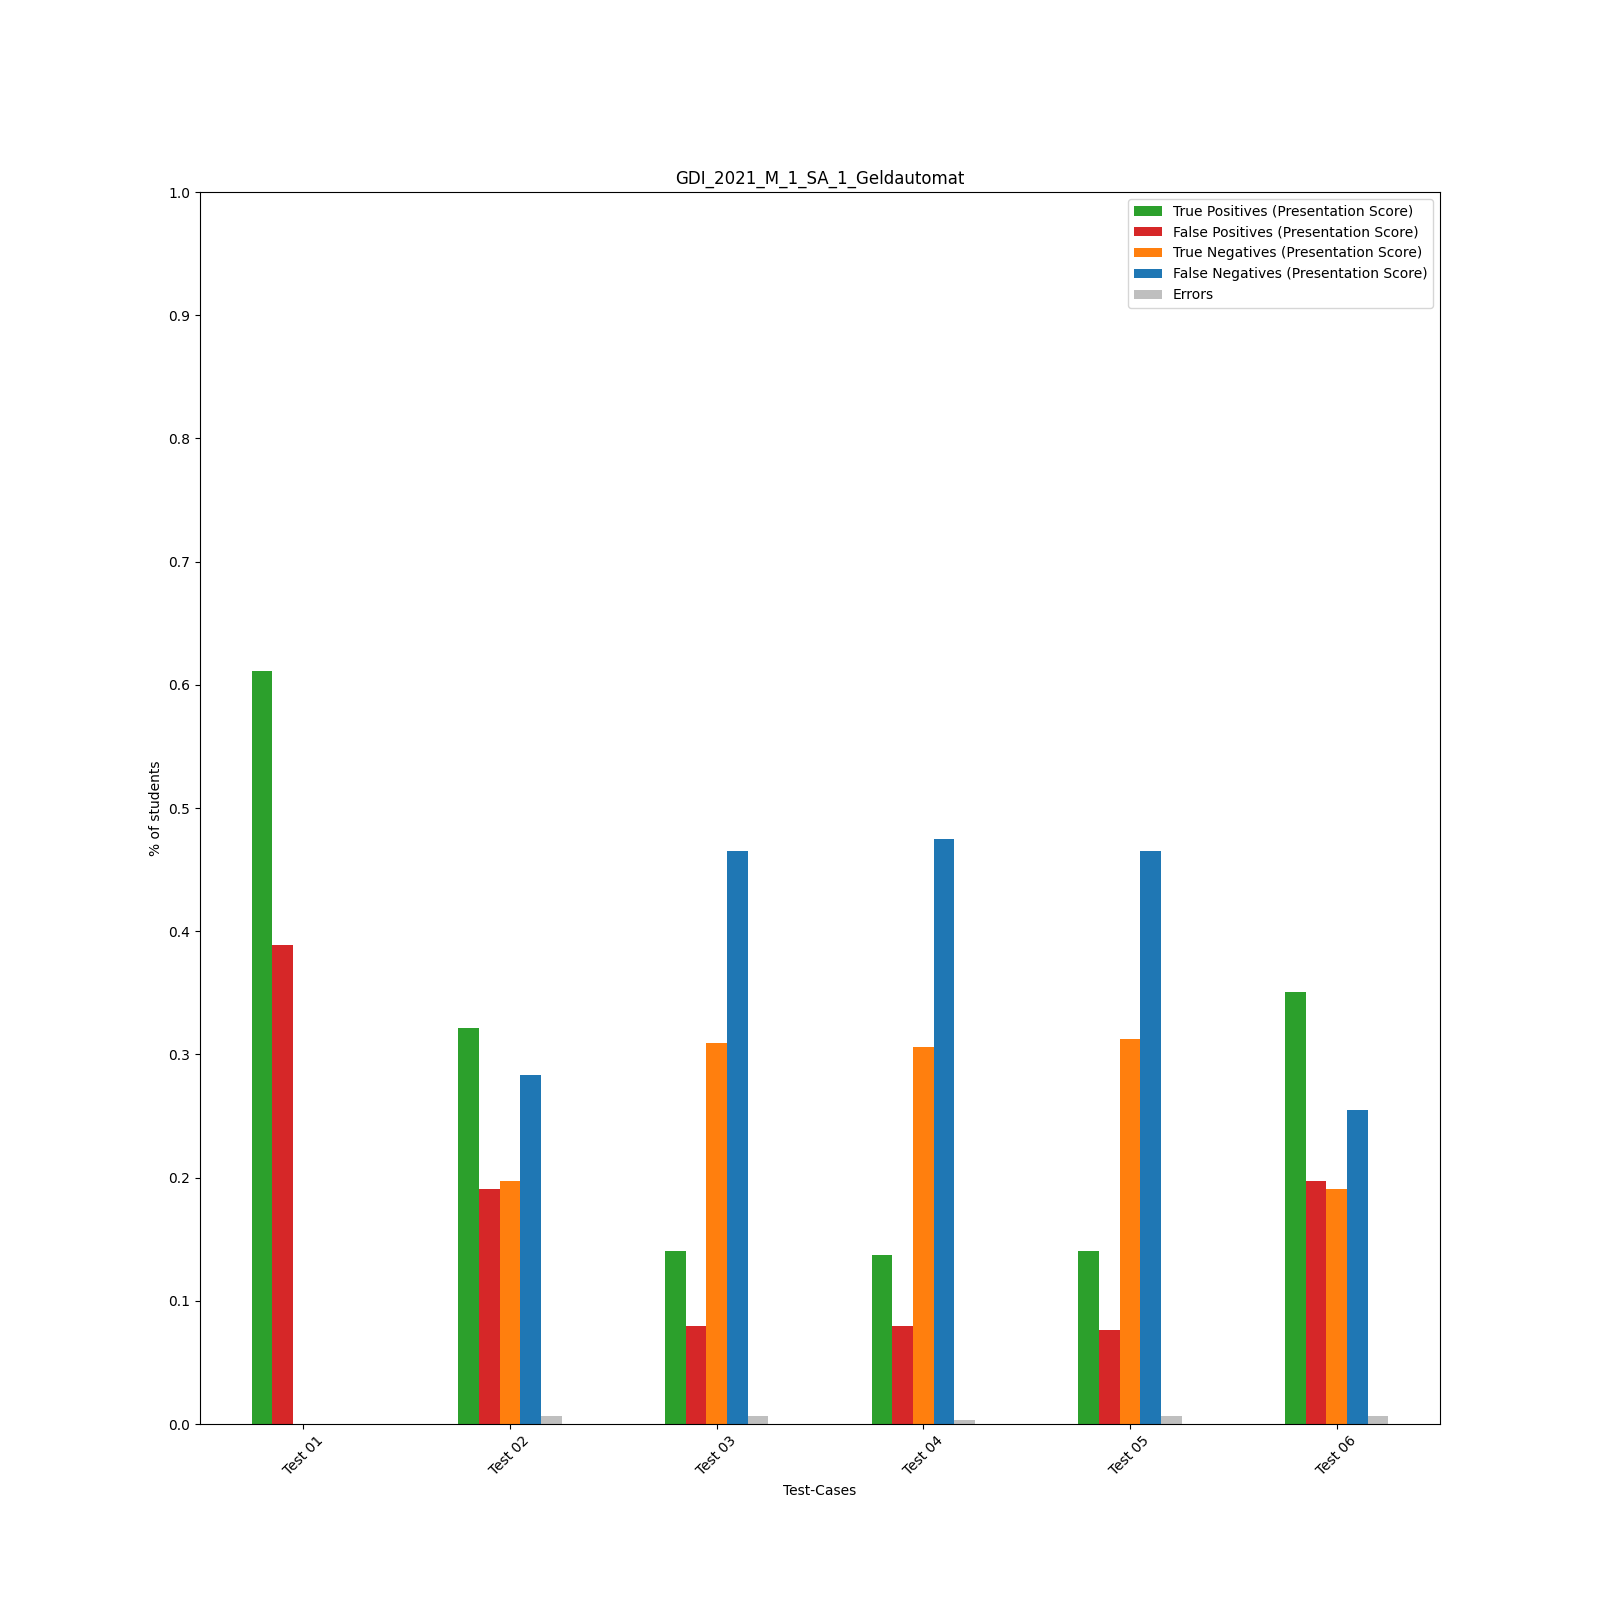 GDI_2021_M_1_SA_1_Geldautomat
True Positives (Presentation Score)
False Positives (Presentation Score)
True Negatives (Presentation Score)
False Negatives (Presentation Score)
Errors
1.0
0.9
0.8
0.7
0.6
0.5
0.4
0.3
0.2
0.1
0.0
% of students
Test 01
Test 02
Test 03
Test 04
Test 05
Test 06
Test-Cases